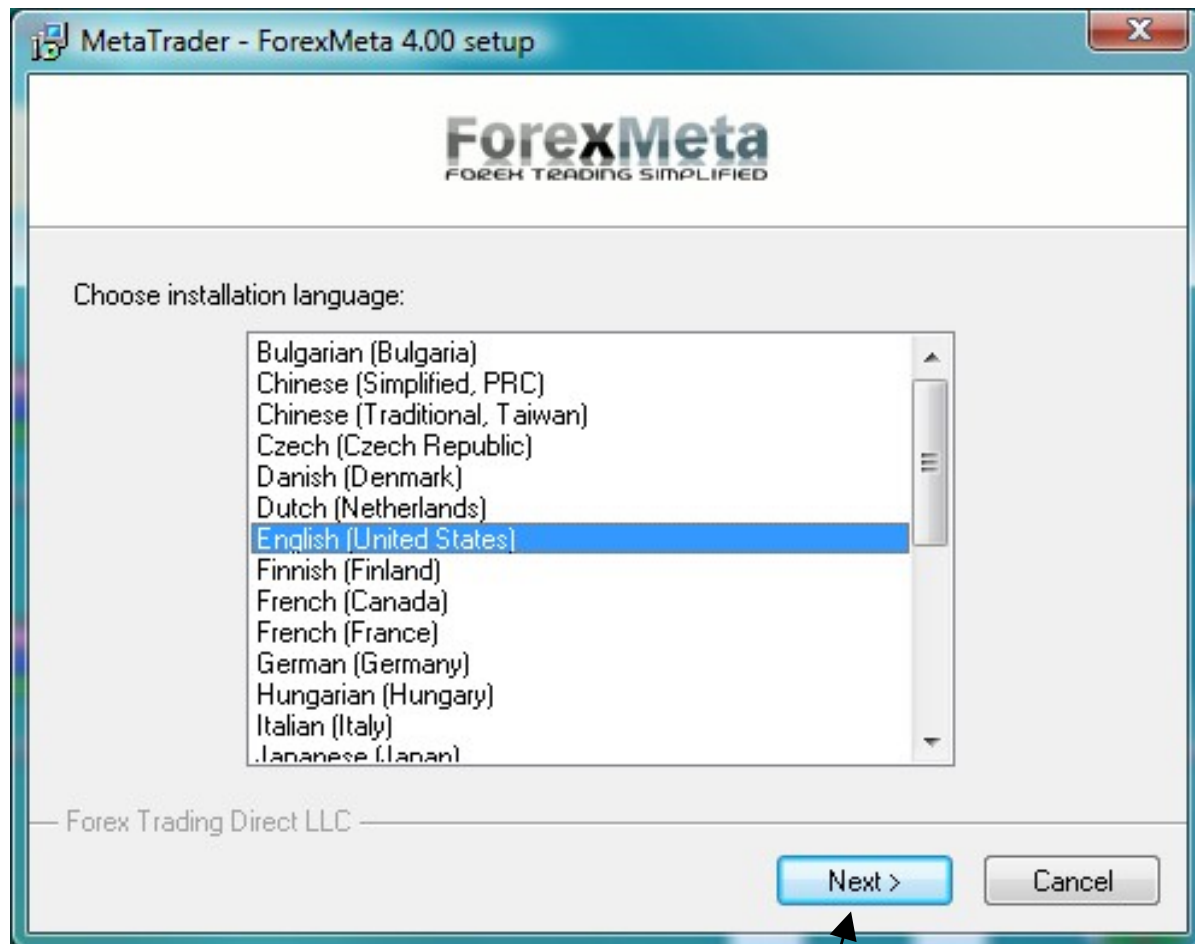 MetaTrader - ForexMeta 4.00 setup
ForexMeta
FOREX TRADING SIMPLIFIED
Choose installation language:
Bulgarian (Bulgaria)
Chinese (Simplified, PRC)
Chinese (Traditional, Taiwan)
Czech (Czech Republic)
Danish (Denmark)
Dutch (Netherlands)
English (United States)
Finnish (Finland)
French (Canada)
French (France)
German (Germany)
Hungarian (Hungary)
Italian (Italy)
Japanese (Japan)
Forex Trading Direct LLC
Next > Cancel